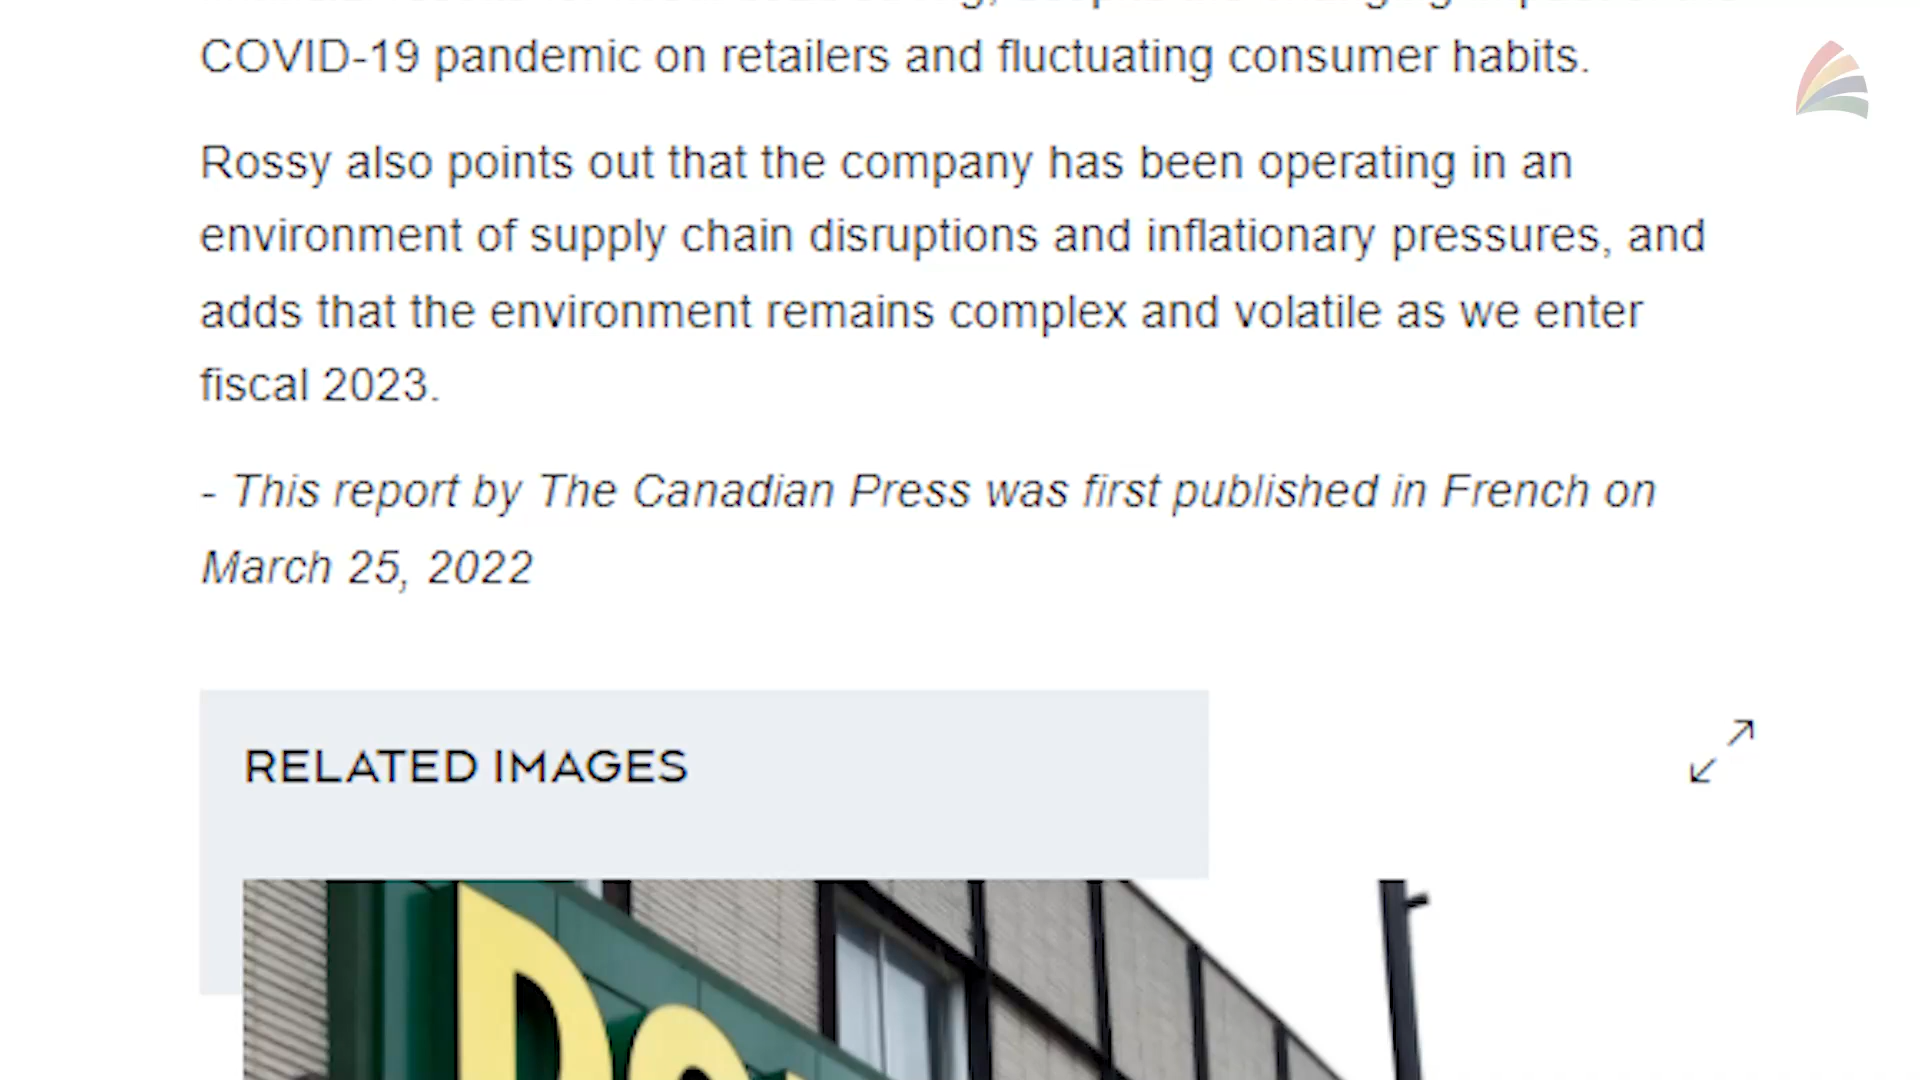 COVID-19 pandemic on retailers and fluctuating consumer habits.
Rossy also points out that the company has been operating in an
environment of supply chain disruptions and inflationary pressures, and
adds that the environment remains complex and volatile as we enter
fiscal 2023.
- This report by The Canadian Press was first published in French on
March 25, 2022
RELATED IMAGES